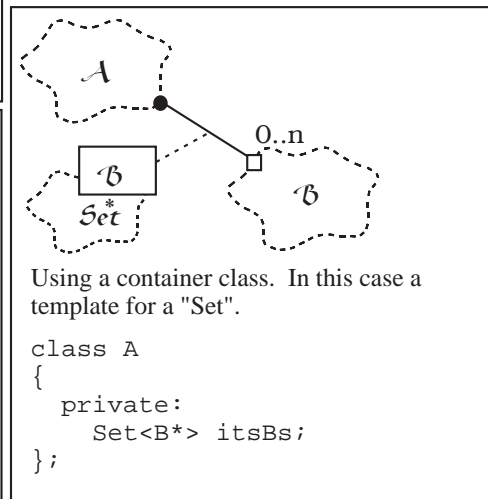 A
0..n
B
Set*
B
Using a container class.  In this case a
template for a "Set".
class A
{
  private:
    Set<B*> itsBs;
};